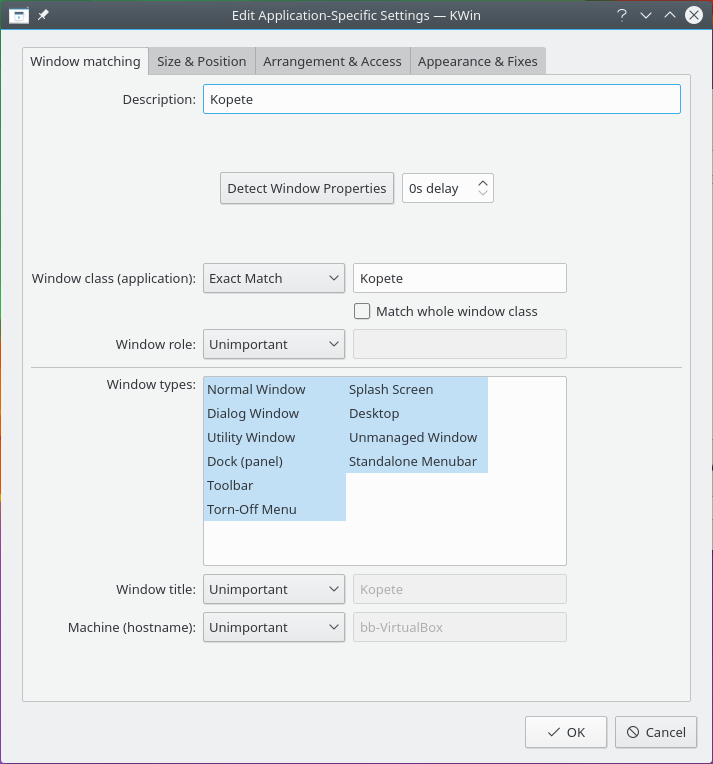 Edit Application-Specific Settings — KWin
Window matching Size & Position Arrangement & Access Appearance & Fixes
Description: Kopete
Detect Window Properties 0s delay
Window class (application): Exact Match Kopete
Match whole window class
Window role: Unimportant
Window types: Normal Window Splash Screen
Dialog Window Desktop
Utility Window Unmanaged Window
Dock (panel) Standalone Menubar
Toolbar
Torn-Off Menu
Window title: Unimportant Kopete
Machine (hostname): Unimportant bb-VirtualBox
OK Cancel